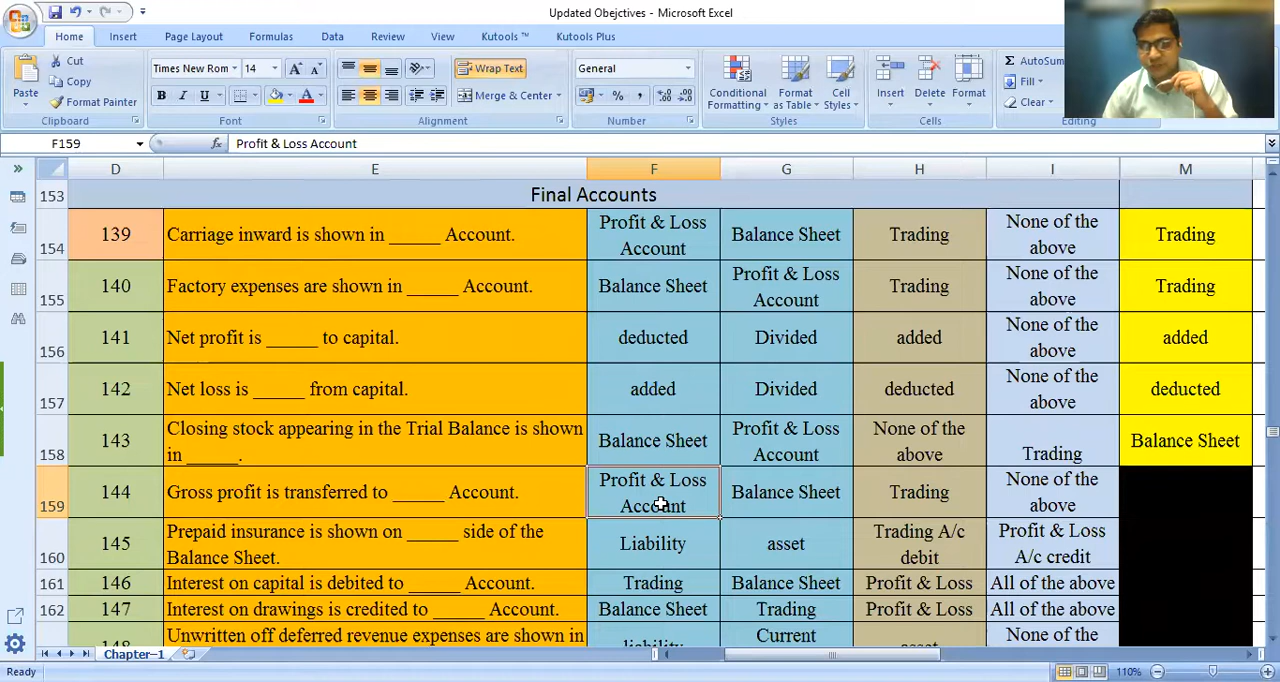 Updated Obejctives - Microsoft Excel
Home Insert Page Layout Formulas Data Review View Kutools™ Kutools Plus
Cut
Copy
Format Painter
Paste
Clipboard
Times New Rom 14
B I U
Font
Wrap Text
Merge & Center
Alignment
General
Number
Conditional Formatting
Format as Table
Cell Styles
Styles
Insert Delete Format
Cells
AutoSum
Fill
Clear
Editing
F159 fx Profit & Loss Account
D E F G H I M
153 Final Accounts
154 139 Carriage inward is shown in ______ Account. Profit & Loss Account Balance Sheet Trading None of the above Trading
155 140 Factory expenses are shown in ______ Account. Balance Sheet Profit & Loss Account Trading None of the above Trading
156 141 Net profit is ______ to capital. deducted Divided added None of the above added
157 142 Net loss is ______ from capital. added Divided deducted None of the above deducted
158 143 Closing stock appearing in the Trial Balance is shown in ______. Balance Sheet Profit & Loss Account None of the above Trading Balance Sheet
159 144 Gross profit is transferred to ______ Account. Profit & Loss Account Balance Sheet Trading None of the above
160 145 Prepaid insurance is shown on ______ side of the Balance Sheet. Liability asset Trading A/c debit Profit & Loss A/c credit
161 146 Interest on capital is debited to ______ Account. Trading Balance Sheet Profit & Loss All of the above
162 147 Interest on drawings is credited to ______ Account. Balance Sheet Trading Profit & Loss All of the above
148 Unwritten off deferred revenue expenses are shown in liability Current asset None of the
Chapter-1
Ready 110%